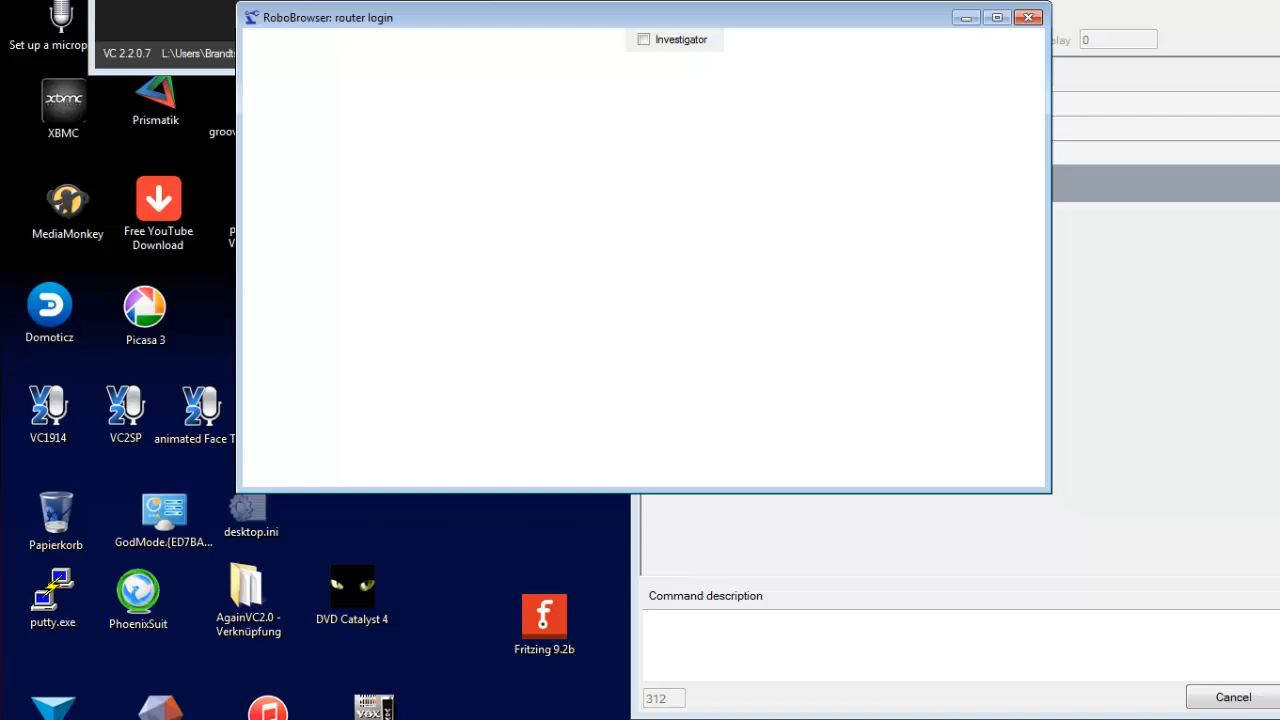 RoboBrowser: router login
Investigator
elay
0
Set up a microp
VC 2.2.0.7 L:\Users\Brandts
XBMC
Prismatik
groov
MediaMonkey
Free YouTube
Download
p
V
Domoticz
Picasa 3
VC1914
VC2SP
animated Face T
Papierkorb
GodMode.{ED7BA...
desktop.ini
putty.exe
PhoenixSuit
AgainVC2.0 -
Verknüpfung
DVD Catalyst 4
Fritzing 9.2b
Command description
312
Cancel